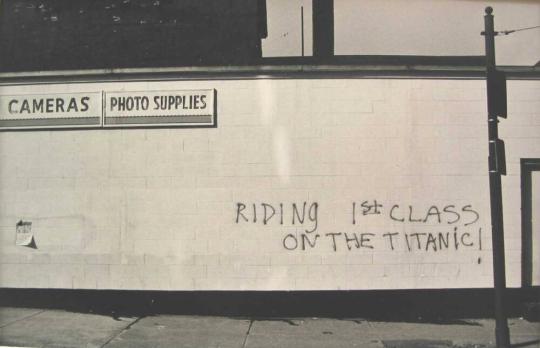 CAMERAS
PHOTO SUPPLIES
RIDING 1st CLASS
ON THE TITANIC!